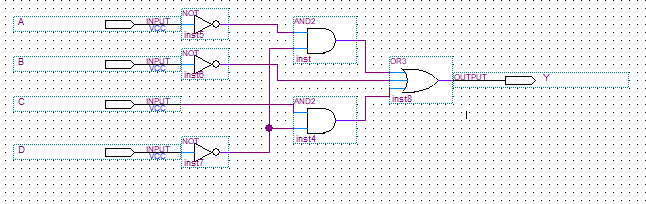 A INPUT VCC NOT inst5 AND2 inst
B INPUT VCC NOT inst6 OR3 inst8 OUTPUT Y
C INPUT VCC AND2 inst4
D INPUT VCC NOT inst7